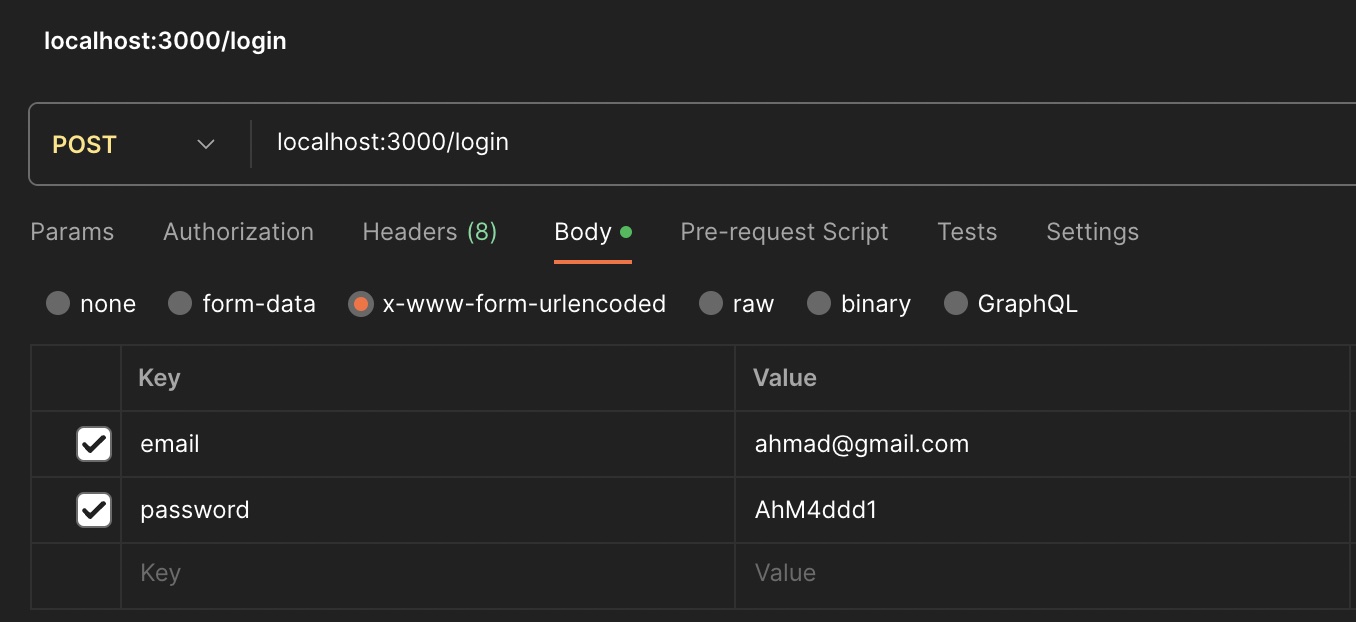 localhost:3000/login
POST localhost:3000/login
Params Authorization Headers (8) Body Pre-request Script Tests Settings
none form-data x-www-form-urlencoded raw binary GraphQL
Key Value
email ahmad@gmail.com
password AhM4ddd1
Key Value